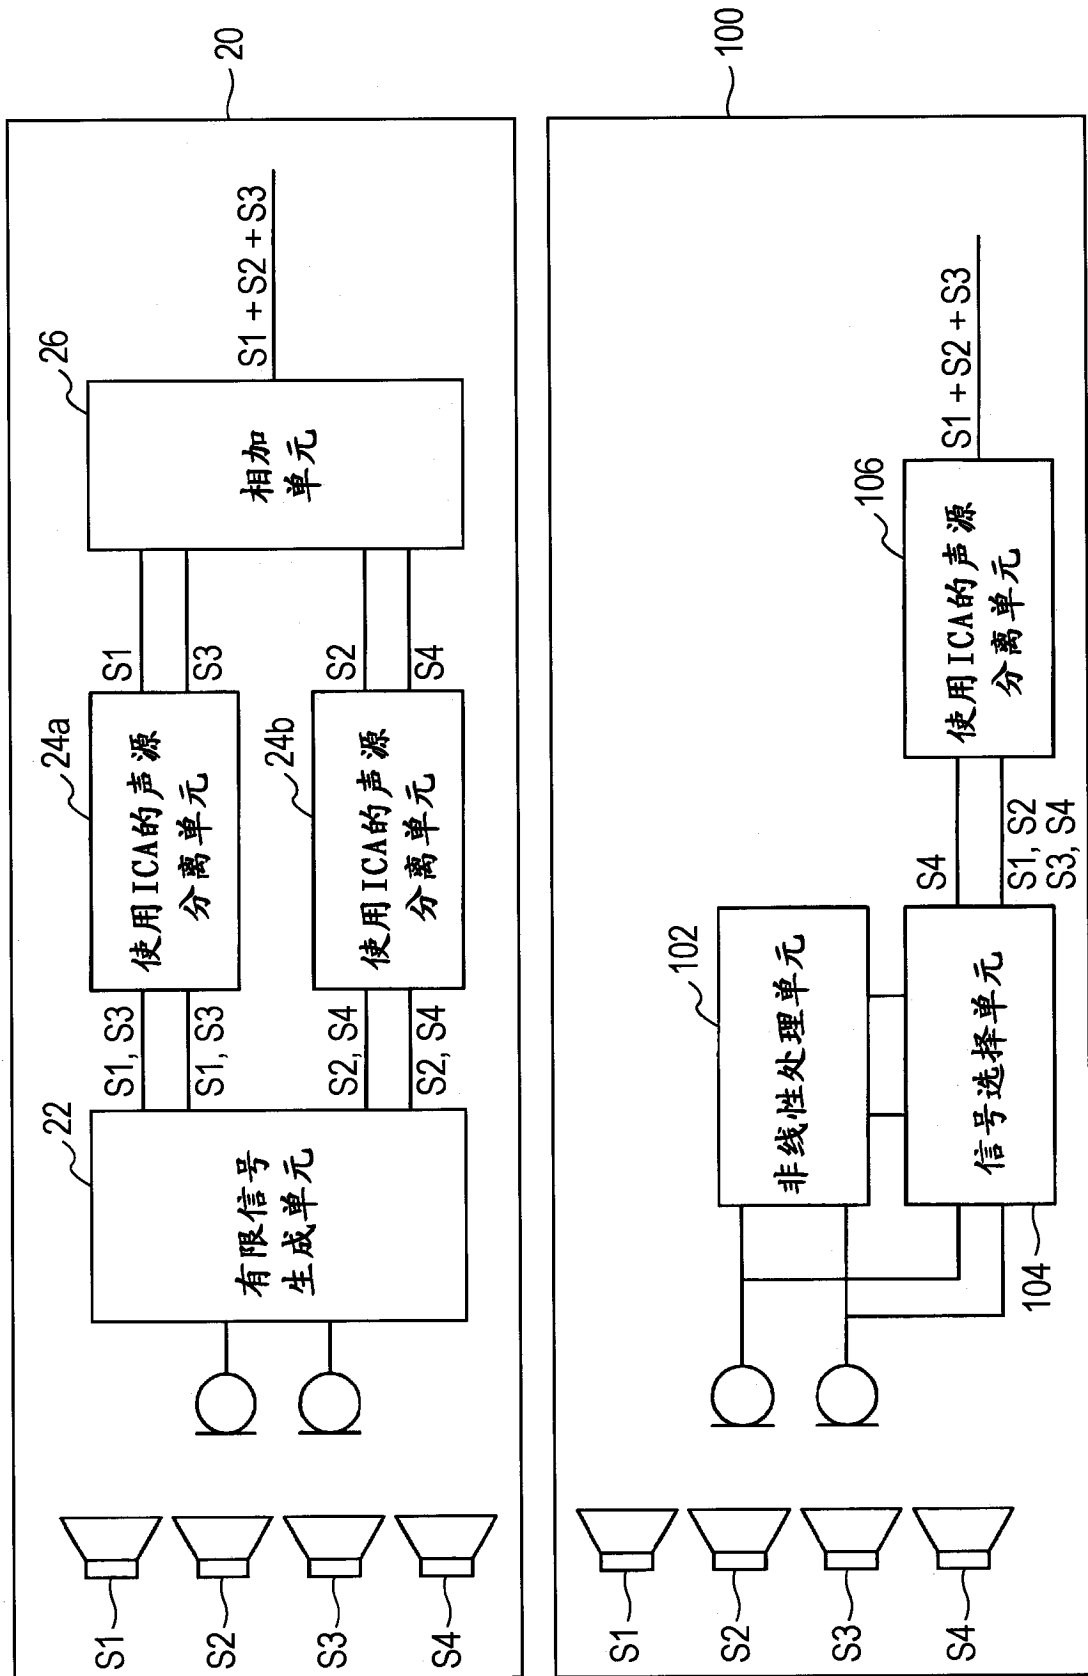 20
S1
S2
S3
S4
22
有限信号
生成单元
S1, S3
S1, S3
S2, S4
S2, S4
24a
使用ICA的声源
分离单元
24b
使用ICA的声源
分离单元
S1
S3
S2
S4
26
相加
单元
S1 + S2 + S3
100
S1
S2
S3
S4
102
非线性处理单元
104
信号选择单元
S4
S1, S2
S3, S4
106
使用ICA的声源
分离单元
S1 + S2 + S3